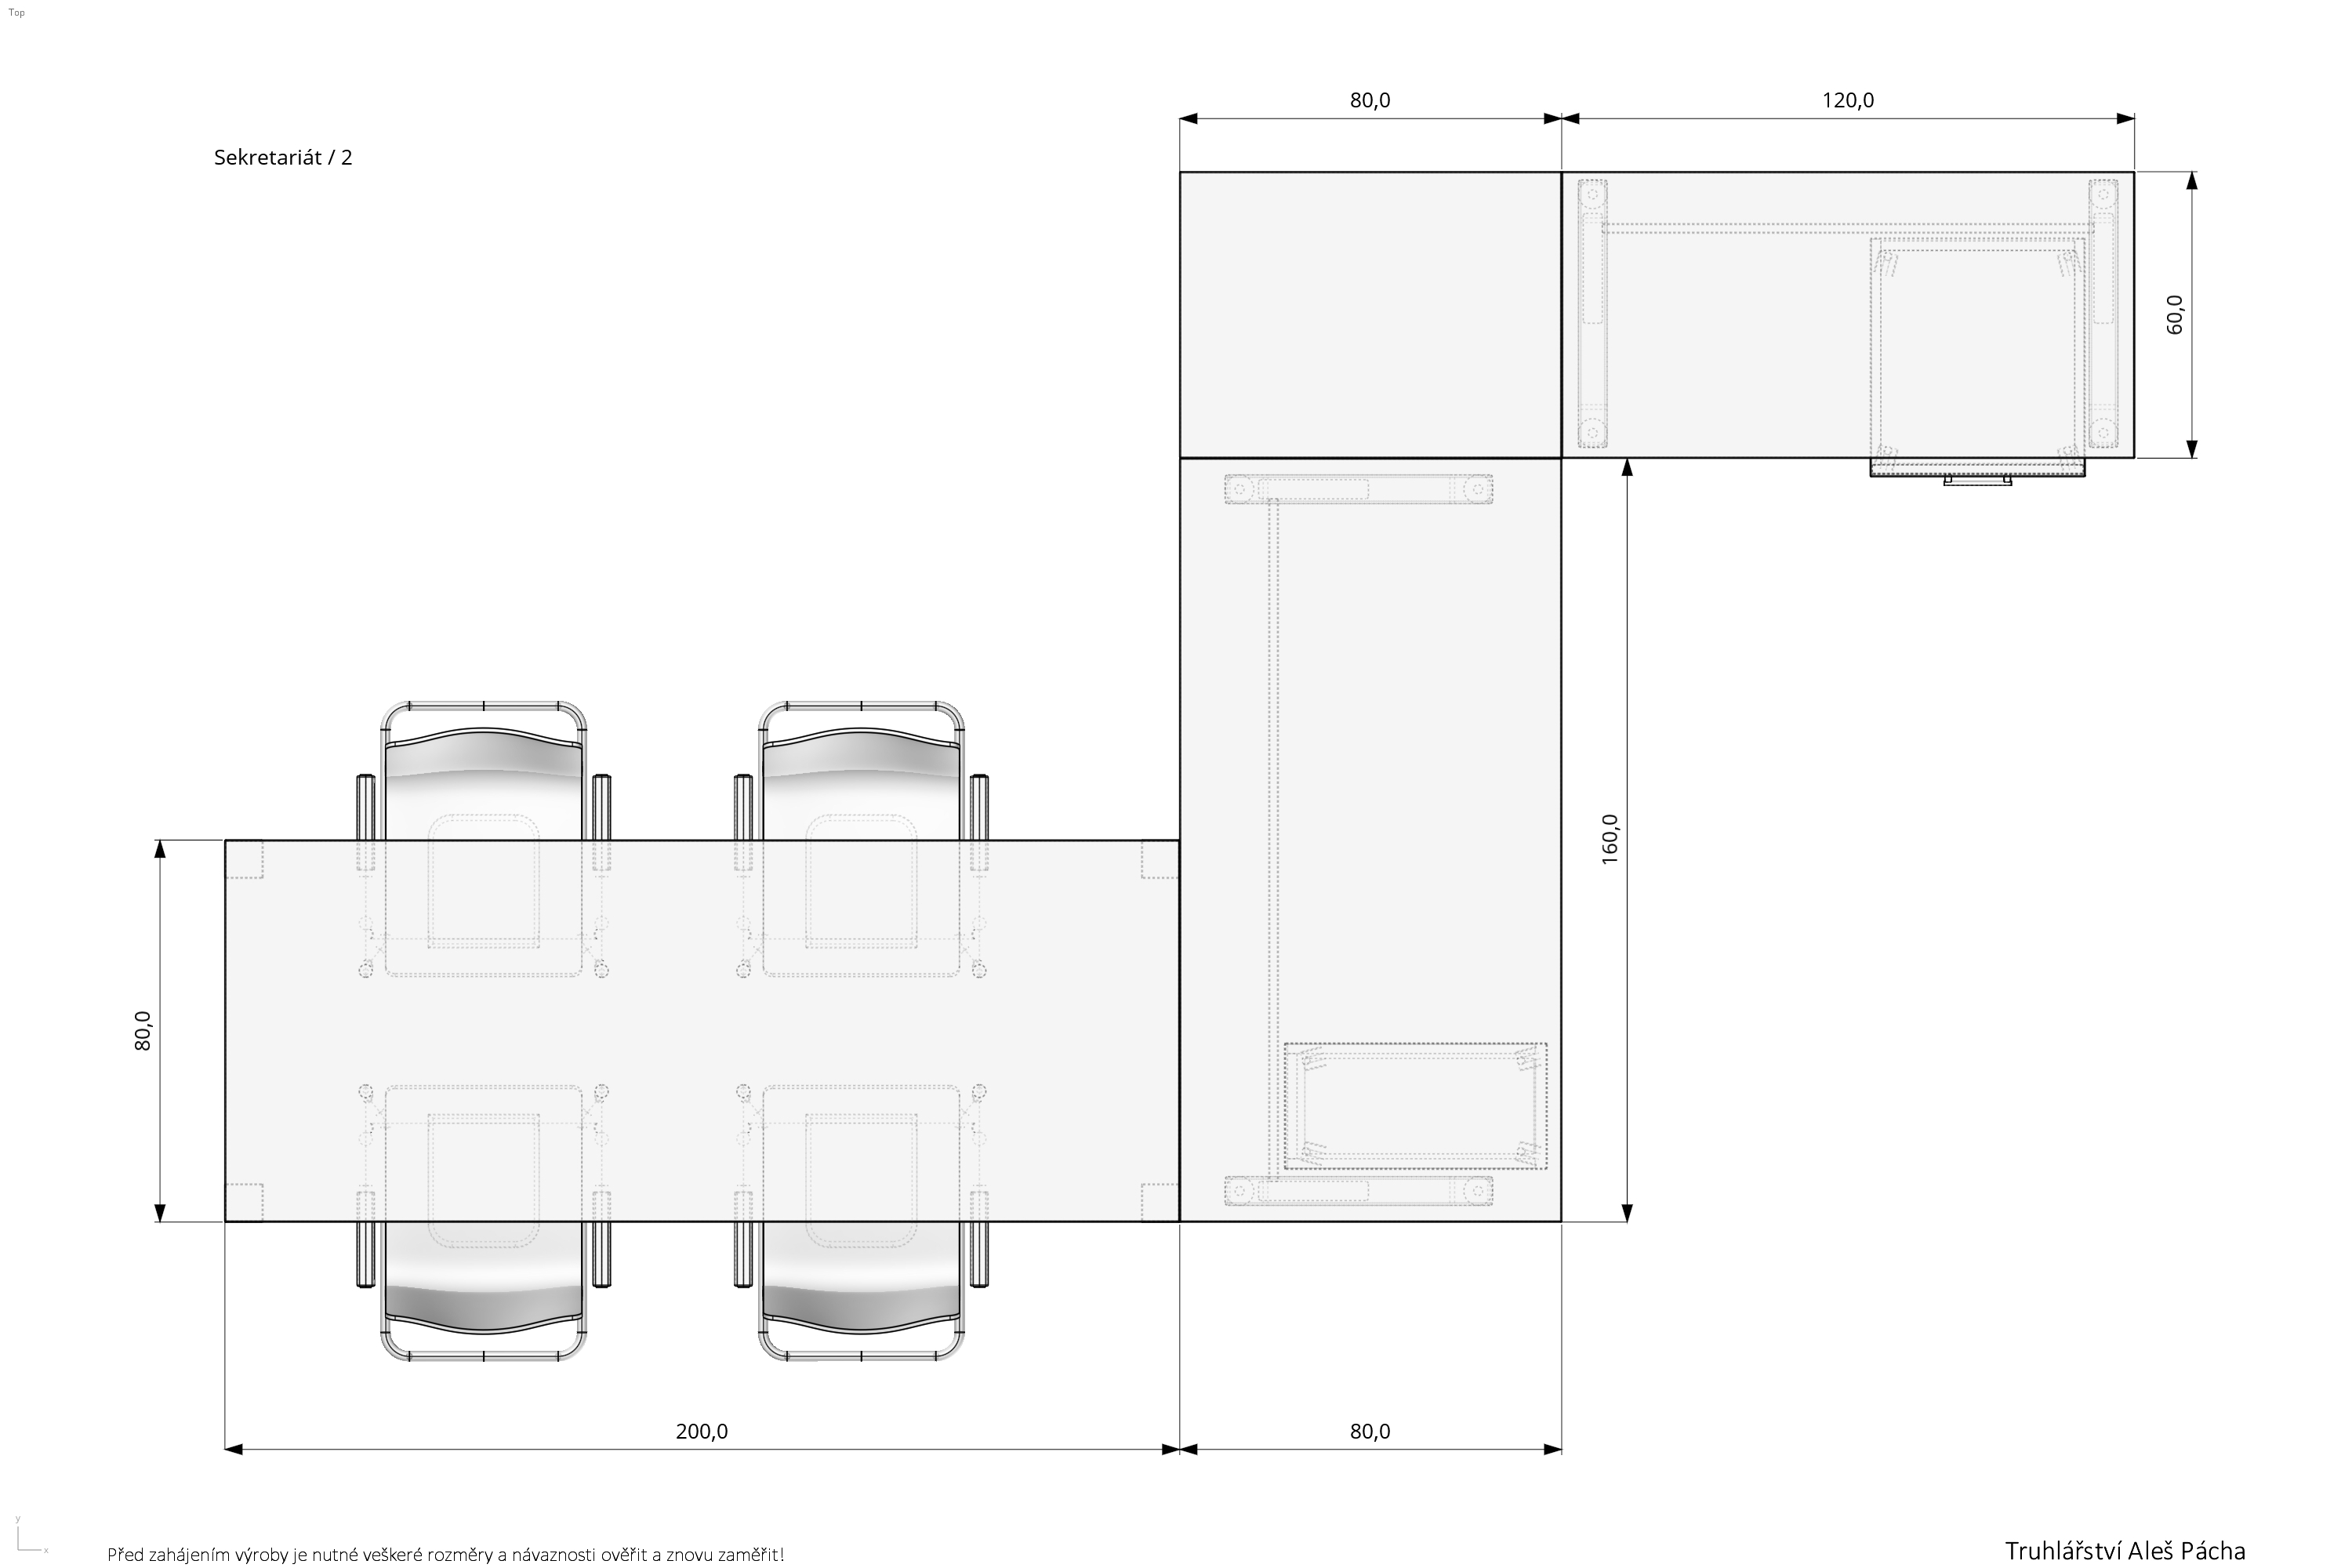 Top
80,0
120,0
Sekretariát / 2
60,0
160,0
80,0
200,0
80,0
y
x
Před zahájením výroby je nutné veškeré rozměry a návaznosti ověřit a znovu zaměřit!
Truhlářství Aleš Pácha